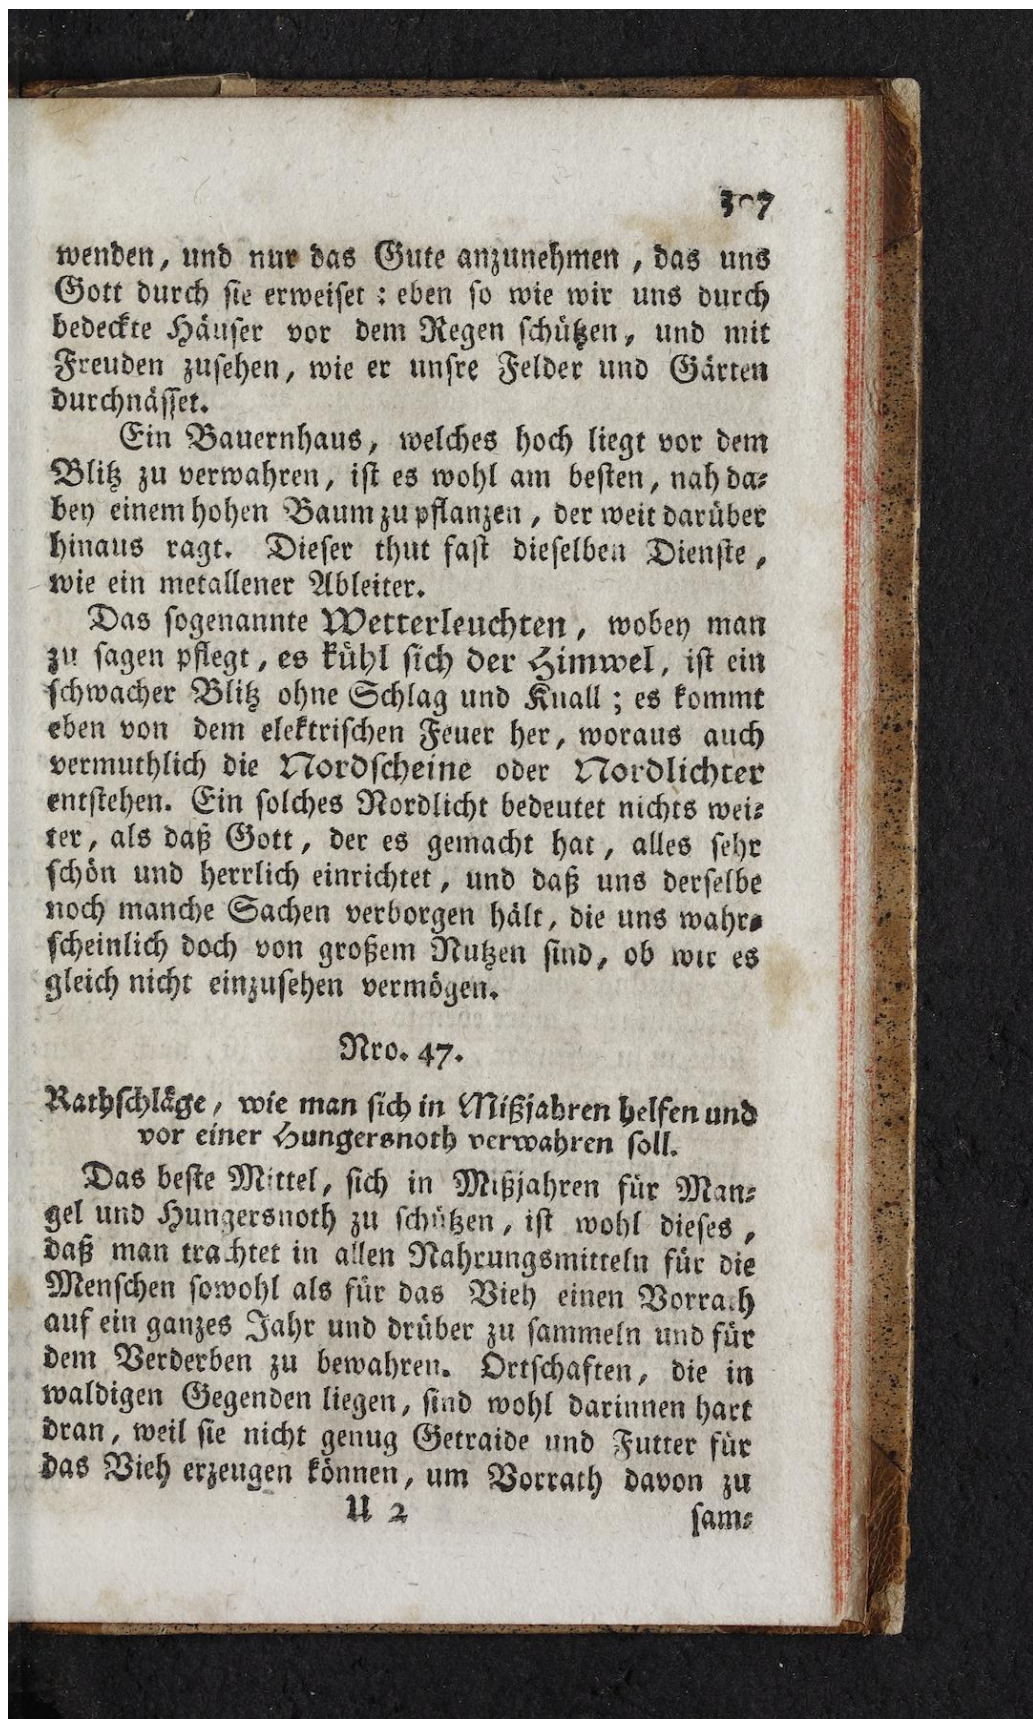 307
wenden, und nur das Gute anzunehmen, das uns
Gott durch sie erweiset: eben so wie wir uns durch
bedeckte Häuser vor dem Regen schützen, und mit
Freuden zusehen, wie er unsre Felder und Gärten
durchnässet.
Ein Bauernhaus, welches hoch liegt vor dem
Blitz zu verwahren, ist es wohl am besten, nah da-
bey einem hohen Baum zu pflanzen, der weit darüber
hinaus ragt. Dieser thut fast dieselben Dienste,
wie ein metallener Ableiter.
Das sogenannte Wetterleuchten, wobey man
zu sagen pflegt, es kühl sich der Himwel, ist ein
schwacher Blitz ohne Schlag und Knall; es kommt
eben von dem elektrischen Feuer her, woraus auch
vermuthlich die Nordscheine oder Nordlichter
entstehen. Ein solches Nordlicht bedeutet nichts wei-
ter, als daß Gott, der es gemacht hat, alles sehr
schön und herrlich einrichtet, und daß uns derselbe
noch manche Sachen verborgen hält, die uns wahr-
scheinlich doch von großem Nutzen sind, ob wir es
gleich nicht einzusehen vermögen.
Nro. 47.
Rathschläge, wie man sich in Mißjahren helfen und
vor einer Hungersnoth verwahren soll.
Das beste Mittel, sich in Mißjahren für Man-
gel und Hungersnoth zu schützen, ist wohl dieses,
daß man trachtet in allen Nahrungsmitteln für die
Menschen sowohl als für das Vieh einen Vorrath
auf ein ganzes Jahr und drüber zu sammeln und für
dem Verderben zu bewahren. Ortschaften, die in
waldigen Gegenden liegen, sind wohl darinnen hart
dran, weil sie nicht genug Getraide und Futter für
das Vieh erzeugen können, um Vorrath davon zu
U 2 sam-